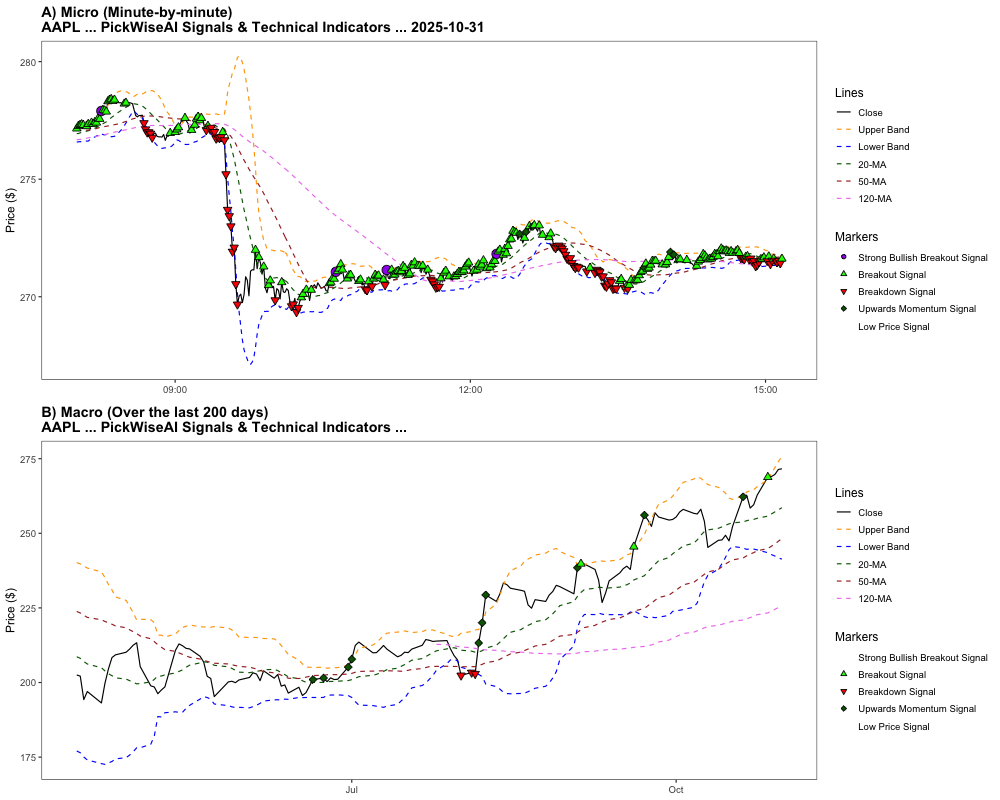 A) Micro (Minute-by-minute)
AAPL ... PickWiseAI Signals & Technical Indicators ... 2025-10-31
Price ($)
280
275
270
09:00
12:00
15:00
Lines
Close
Upper Band
Lower Band
20-MA
50-MA
120-MA
Markers
Strong Bullish Breakout Signal
Breakout Signal
Breakdown Signal
Upwards Momentum Signal
Low Price Signal
B) Macro (Over the last 200 days)
AAPL ... PickWiseAI Signals & Technical Indicators ...
Price ($)
275
250
225
200
175
Jul
Oct
Lines
Close
Upper Band
Lower Band
20-MA
50-MA
120-MA
Markers
Strong Bullish Breakout Signal
Breakout Signal
Breakdown Signal
Upwards Momentum Signal
Low Price Signal